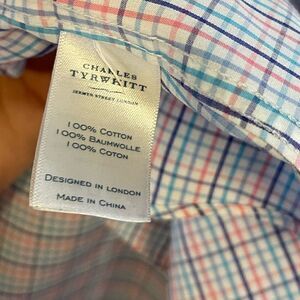 CHARLES
TYRWHITT
JERMYN STREET LONDON
100% COTTON
100% BAUMWOLLE
100% COTON
DESIGNED IN LONDON
MADE IN CHINA